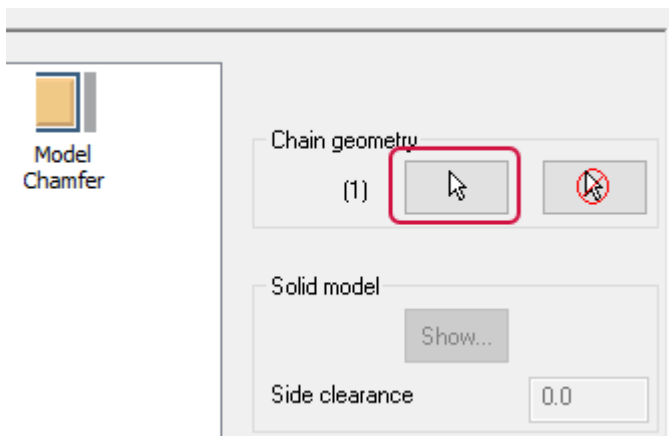 Model
Chamfer
Chain geometry
(1)
Solid model
Show...
Side clearance
0.0